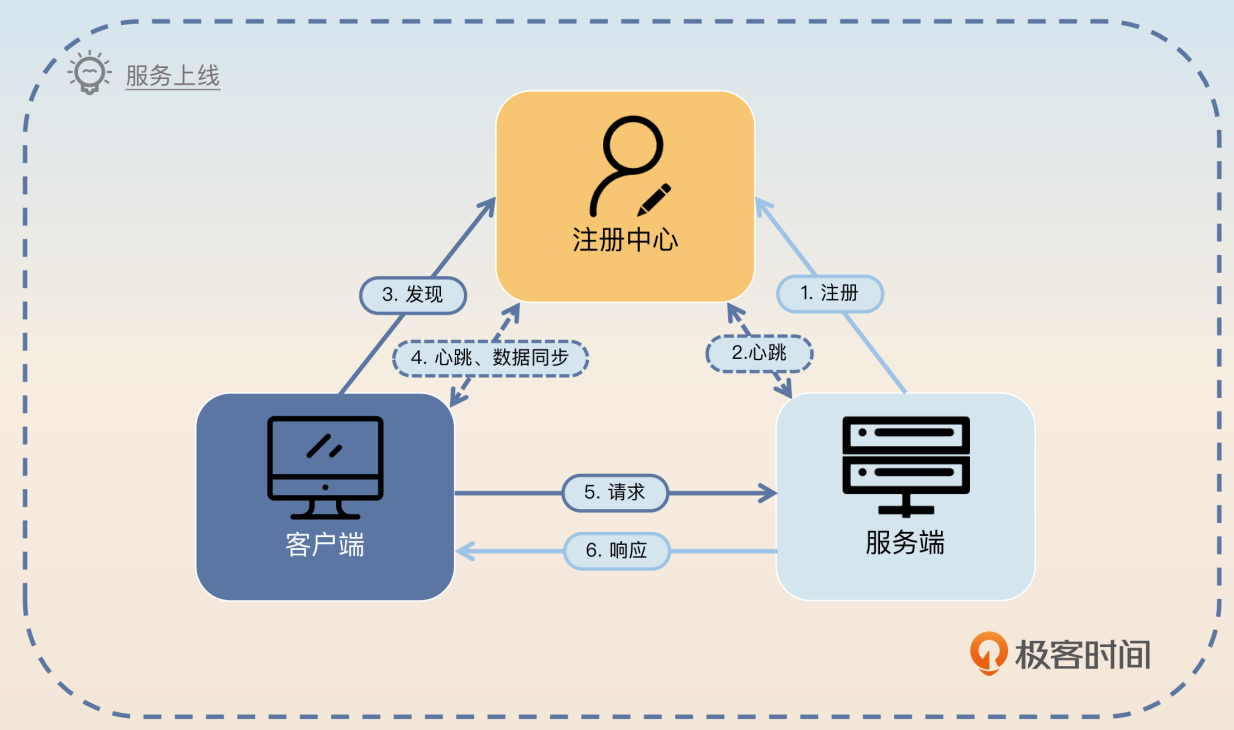 服务上线
注册中心
3. 发现
1. 注册
4. 心跳、数据同步
2.心跳
客户端
5. 请求
6. 响应
服务端
极客时间